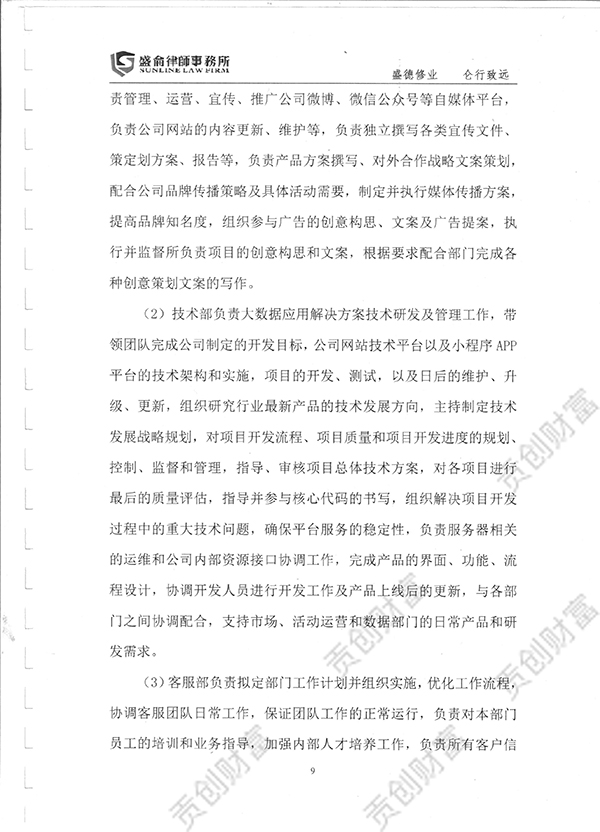 盛俞律師事務所
SUNLINE LAW FIRM
盛德修业 仑行致远
责管理、运营、宣传、推广公司微博、微信公众号等自媒体平台，
负责公司网站的内容更新、维护等，负责独立撰写各类宣传文件、
策定划方案、报告等，负责产品方案撰写、对外合作战略文案策划，
配合公司品牌传播策略及具体活动需要，制定并执行媒体传播方案，
提高品牌知名度，组织参与广告的创意构思、文案及广告提案，执
行并监督所负责项目的创意构思和文案，根据要求配合部门完成各
种创意策划文案的写作。
（2）技术部负责大数据应用解决方案技术研发及管理工作，带
领团队完成公司制定的开发目标，公司网站技术平台以及小程序 APP
平台的技术架构和实施，项目的开发、测试，以及日后的维护、升
级、更新，组织研究行业最新产品的技术发展方向，主持制定技术
发展战略规划，对项目开发流程、项目质量和项目开发进度的规划、
控制、监督和管理，指导、审核项目总体技术方案，对各项目进行
最后的质量评估，指导并参与核心代码的书写，组织解决项目开发
过程中的重大技术问题，确保平台服务的稳定性，负责服务器相关
的运维和公司内部资源接口协调工作，完成产品的界面、功能、流
程设计，协调开发人员进行开发工作及产品上线后的更新，与各部
门之间协调配合，支持市场、活动运营和数据部门的日常产品和研
发需求。
（3）客服部负责拟定部门工作计划并组织实施，优化工作流程，
协调客服团队日常工作，保证团队工作的正常运行，负责对本部门
员工的培训和业务指导，加强内部人才培养工作，负责所有客户信
9
贡创财富
贡创财富
贡创财富
贡创财富